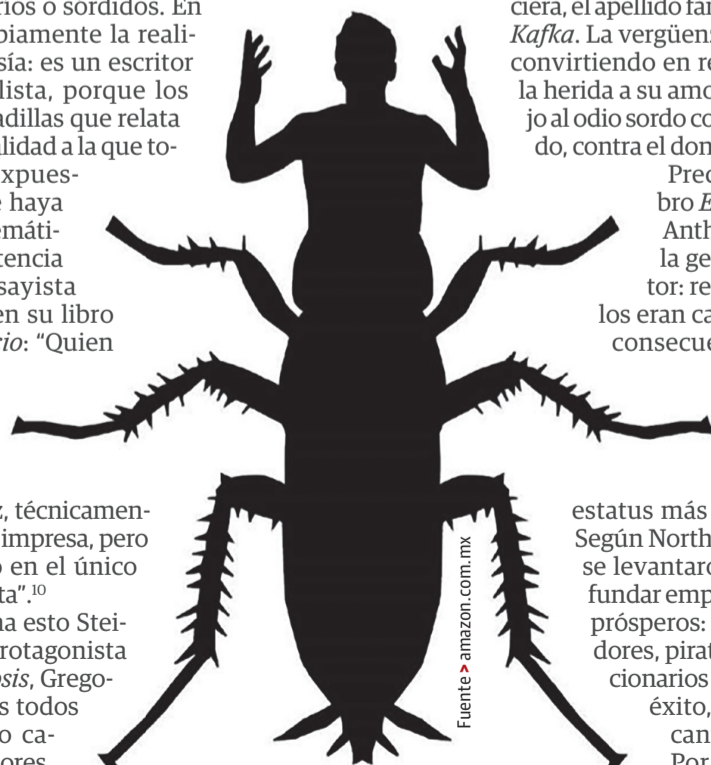 rios o sórdidos. En
biamente la reali-
sía: es un escritor
lista, porque los
adillas que relata
lidad a la que to-
xpues-
haya
emáti-
tencia
sayista
en su libro
rio: “Quien
, técnicamen-
impresa, pero
o en el único
ta”.¹⁰
na esto Stei-
rotagonista
osis, Grego-
s todos
o ca-
ores
ciera, el apellido fan
Kafka. La vergüenz
convirtiendo en re
la herida a su amo
jo al odio sordo co
do, contra el don
Prec
bro E
Anth
la ge
tor: re
los eran ca
consecue
estatus más
Según North
se levantaro
fundar emp
prósperos:
dores, pirat
cionarios
éxito,
can
Por
Fuente > amazon.com.mx